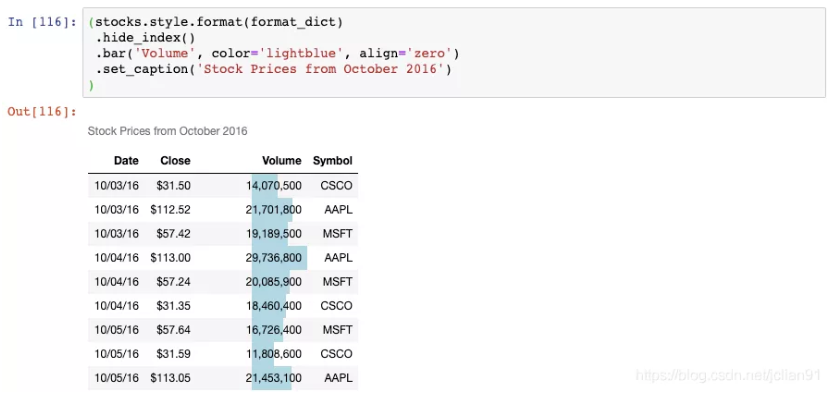 In [116]: (stocks.style.format(format_dict)
.hide_index()
.bar('Volume', color='lightblue', align='zero')
.set_caption('Stock Prices from October 2016')
)
Out[116]:
Stock Prices from October 2016
Date Close Volume Symbol
10/03/16 $31.50 14,070,500 CSCO
10/03/16 $112.52 21,701,800 AAPL
10/03/16 $57.42 19,189,500 MSFT
10/04/16 $113.00 29,736,800 AAPL
10/04/16 $57.24 20,085,900 MSFT
10/04/16 $31.35 18,460,400 CSCO
10/05/16 $57.64 16,726,400 MSFT
10/05/16 $31.59 11,808,600 CSCO
10/05/16 $113.05 21,453,100 AAPL
https://blog.csdn.net/jclian91